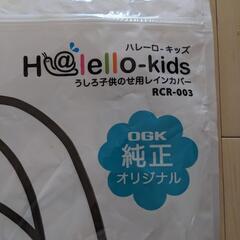 ハレーロ-キッズ
H@lello-kids
うしろ子供のせ用レインカバー
RCR-003
OGK
純正
オリジナル